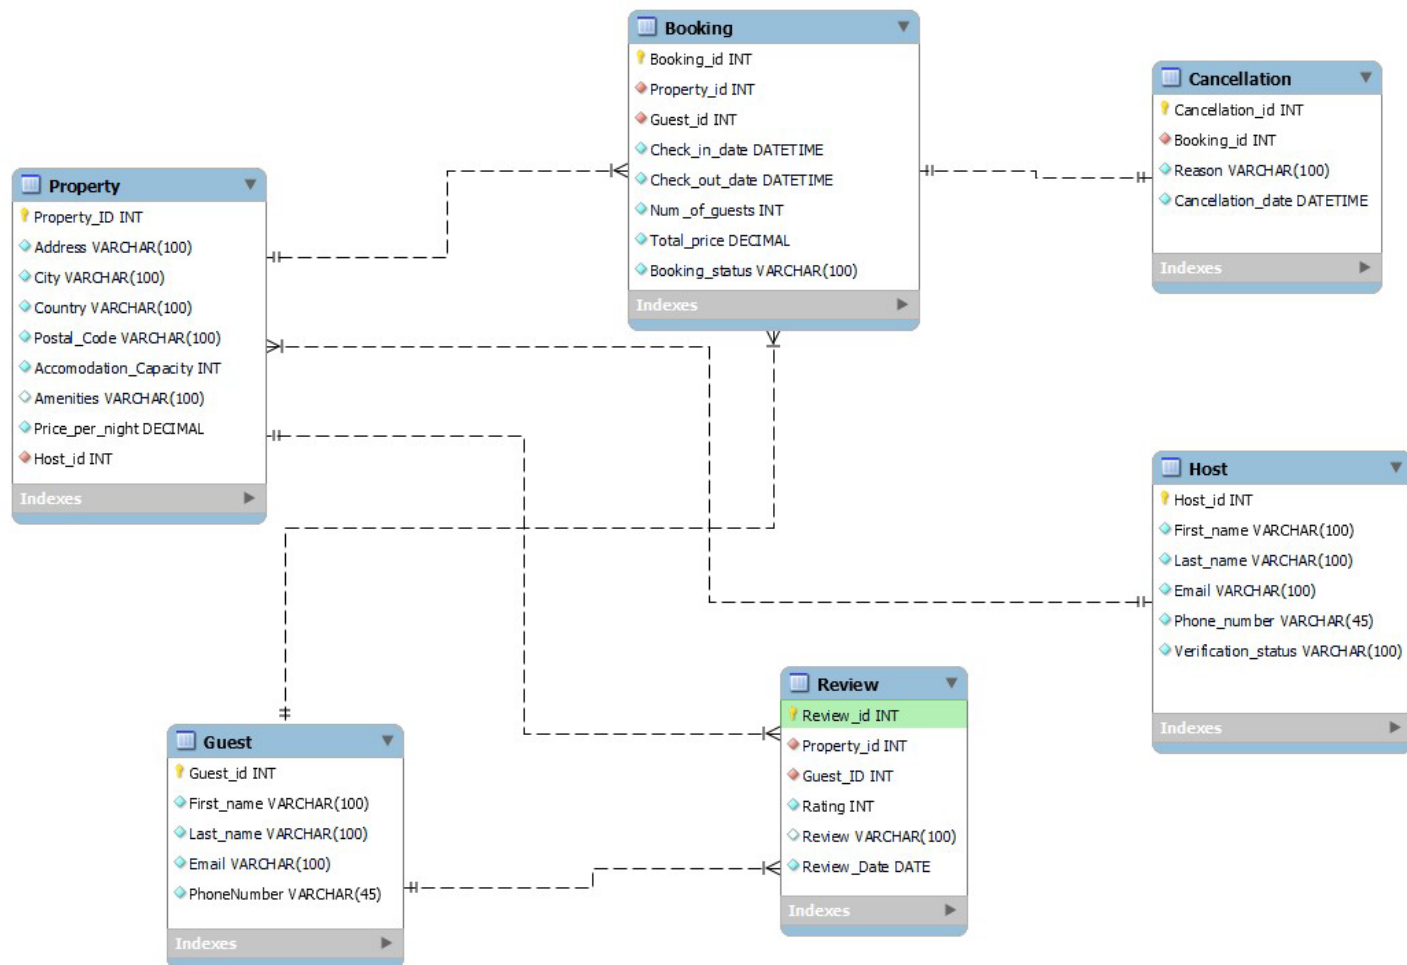 Booking
Booking_id INT
Property_id INT
Guest_id INT
Check_in_date DATETIME
Check_out_date DATETIME
Num_of_guests INT
Total_price DECIMAL
Booking_status VARCHAR(100)
Indexes
Cancellation
Cancellation_id INT
Booking_id INT
Reason VARCHAR(100)
Cancellation_date DATETIME
Indexes
Property
Property_ID INT
Address VARCHAR(100)
City VARCHAR(100)
Country VARCHAR(100)
Postal_Code VARCHAR(100)
Accomodation_Capacity INT
Amenities VARCHAR(100)
Price_per_night DECIMAL
Host_id INT
Indexes
Host
Host_id INT
First_name VARCHAR(100)
Last_name VARCHAR(100)
Email VARCHAR(100)
Phone_number VARCHAR(45)
Verification_status VARCHAR(100)
Indexes
Review
Review_id INT
Property_id INT
Guest_ID INT
Rating INT
Review VARCHAR(100)
Review_Date DATE
Indexes
Guest
Guest_id INT
First_name VARCHAR(100)
Last_name VARCHAR(100)
Email VARCHAR(100)
PhoneNumber VARCHAR(45)
Indexes